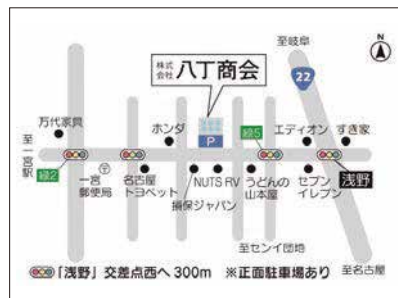 至岐阜
N
22
株式
会社 八丁商会
P
万代家具
ホンダ
緑5
エディオン
すき家
至一宮駅
緑2
一宮
郵便局
名古屋
トヨペット
損保ジャパン
NUTS RV
うどんの
山本屋
セブン
イレブン
浅野
至センイ団地
至名古屋
「浅野」交差点西へ300m ※正面駐車場あり